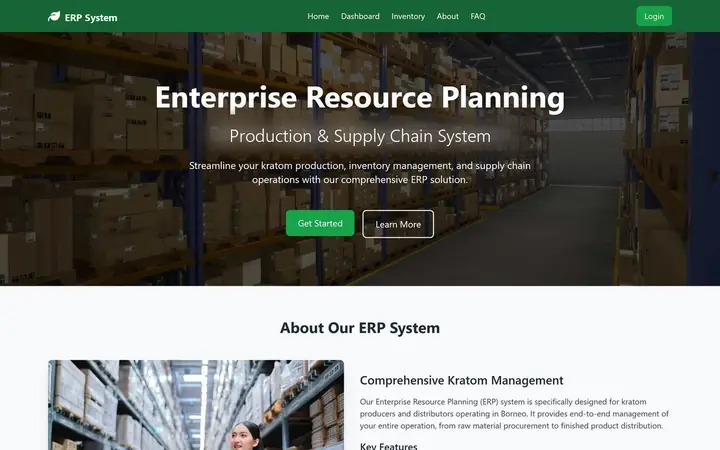 ERP System
Home Dashboard Inventory About FAQ
Login
Enterprise Resource Planning
Production & Supply Chain System
Streamline your kratom production, inventory management, and supply chain
operations with our comprehensive ERP solution.
Get Started Learn More
About Our ERP System
Comprehensive Kratom Management
Our Enterprise Resource Planning (ERP) system is specifically designed for kratom
producers and distributors operating in Borneo. It provides end-to-end management of
your entire operation, from raw material procurement to finished product distribution.
Key Features